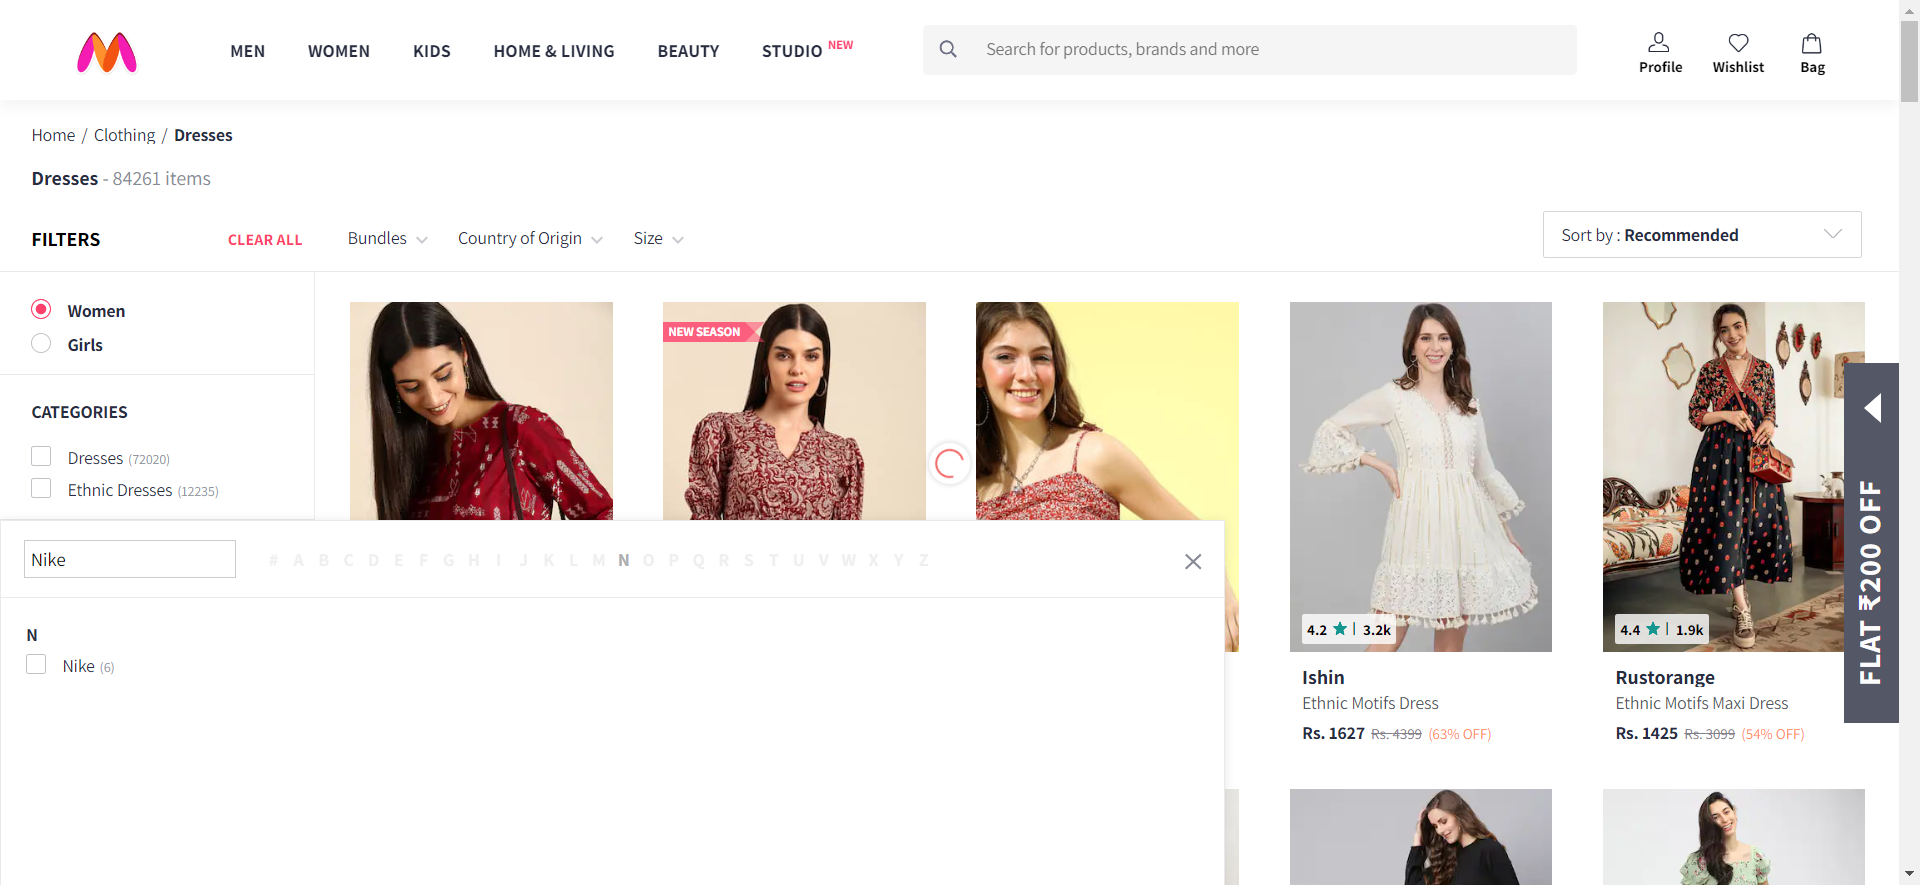 MEN
WOMEN
KIDS
HOME & LIVING
BEAUTY
STUDIO NEW
Search for products, brands and more
Profile
Wishlist
Bag
Home / Clothing / Dresses
Dresses - 84261 items
FILTERS
CLEAR ALL
Bundles
Country of Origin
Size
Sort by : Recommended
Women
Girls
CATEGORIES
Dresses (72020)
Ethnic Dresses (12235)
NEW SEASON
Nike
# A B C D E F G H I J K L M N O P Q R S T U V W X Y Z
N
Nike (6)
4.2 | 3.2k
Ishin
Ethnic Motifs Dress
Rs. 1627 Rs. 4399 (63% OFF)
4.4 | 1.9k
Rustorange
Ethnic Motifs Maxi Dress
Rs. 1425 Rs. 3099 (54% OFF)
FLAT ₹200 OFF